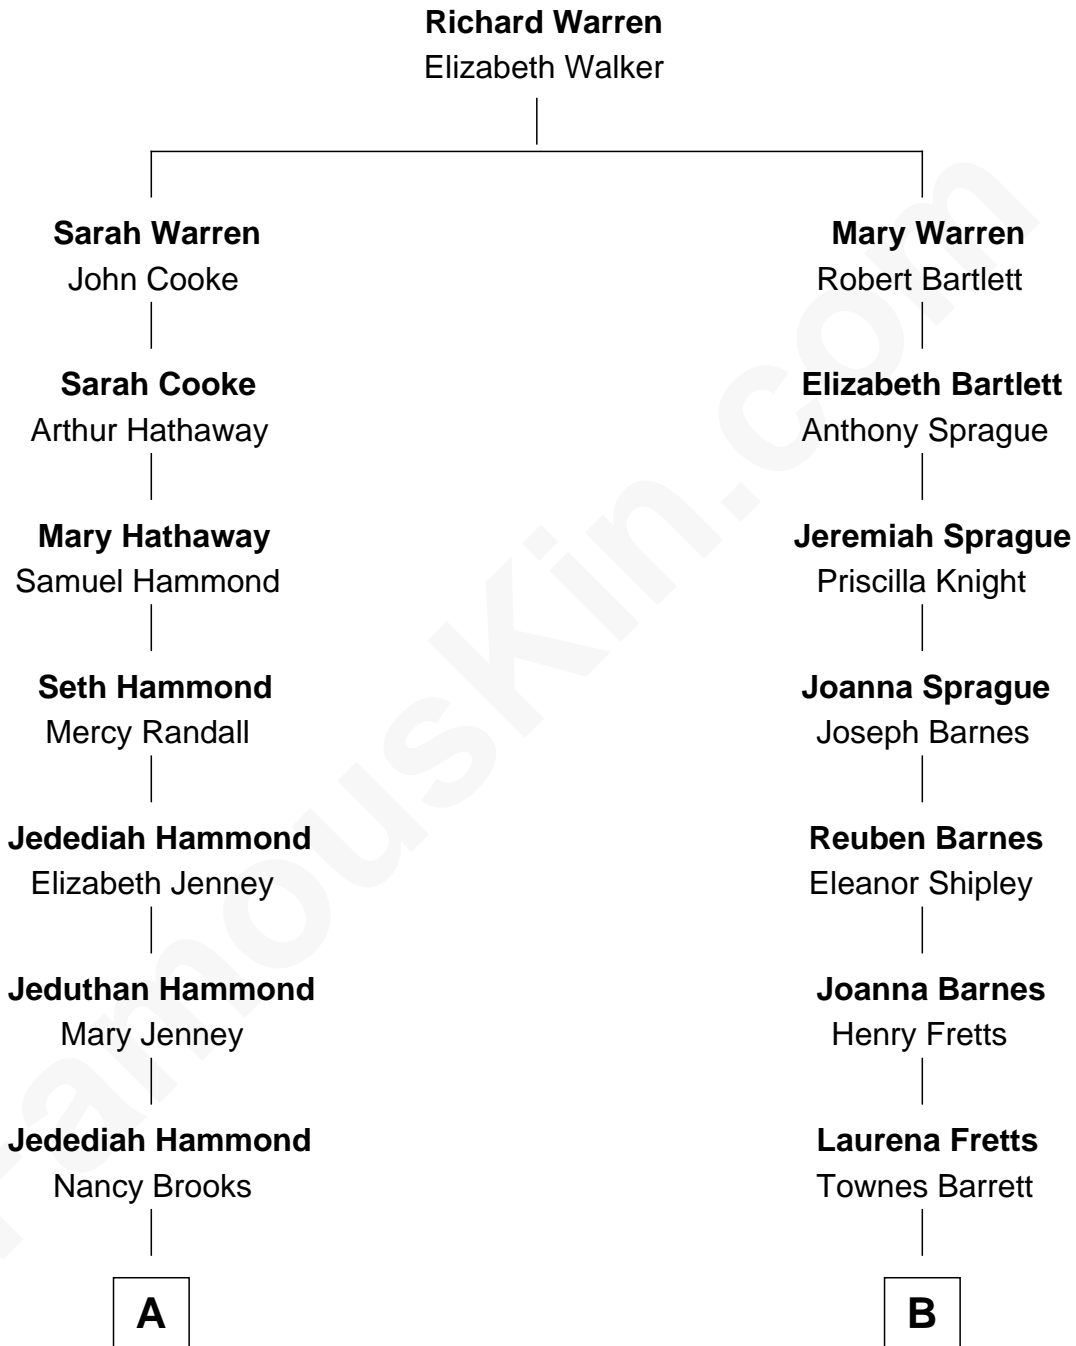 Richard Warren
Elizabeth Walker
Sarah Warren
John Cooke
Mary Warren
Robert Bartlett
Sarah Cooke
Arthur Hathaway
Elizabeth Bartlett
Anthony Sprague
Mary Hathaway
Samuel Hammond
Jeremiah Sprague
Priscilla Knight
Seth Hammond
Mercy Randall
Joanna Sprague
Joseph Barnes
Jedediah Hammond
Elizabeth Jenney
Reuben Barnes
Eleanor Shipley
Jeduthan Hammond
Mary Jenney
Joanna Barnes
Henry Fretts
Jedediah Hammond
Nancy Brooks
Laurena Fretts
Townes Barrett
A
B
FamousKin.com